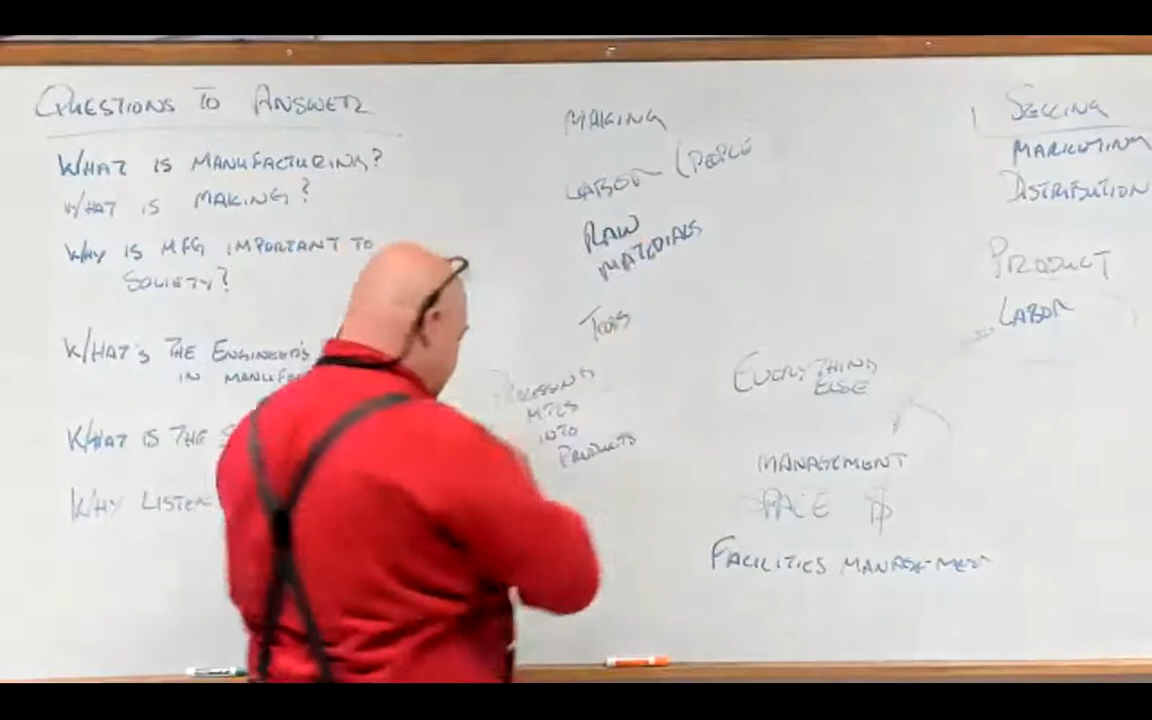 QUESTIONS TO ANSWER
WHAT IS MANUFACTURING?
WHAT IS MAKING?
WHY IS MFG IMPORTANT TO
SOCIETY?
WHAT'S THE ENGINEER'S
IN MANUF
WHAT IS THE S
WHY LISTEN
MAKING
LABOR (PEOPLE
RAW
MATERIALS
TOOLS
PROCESSING
MTLS
INTO
PRODUCTS
EVERYTHING
ELSE
MANAGEMENT
$
FACILITIES MANAGEMENT
SELLING
MARKETING
DISTRIBUTION
PRODUCT
LABOR